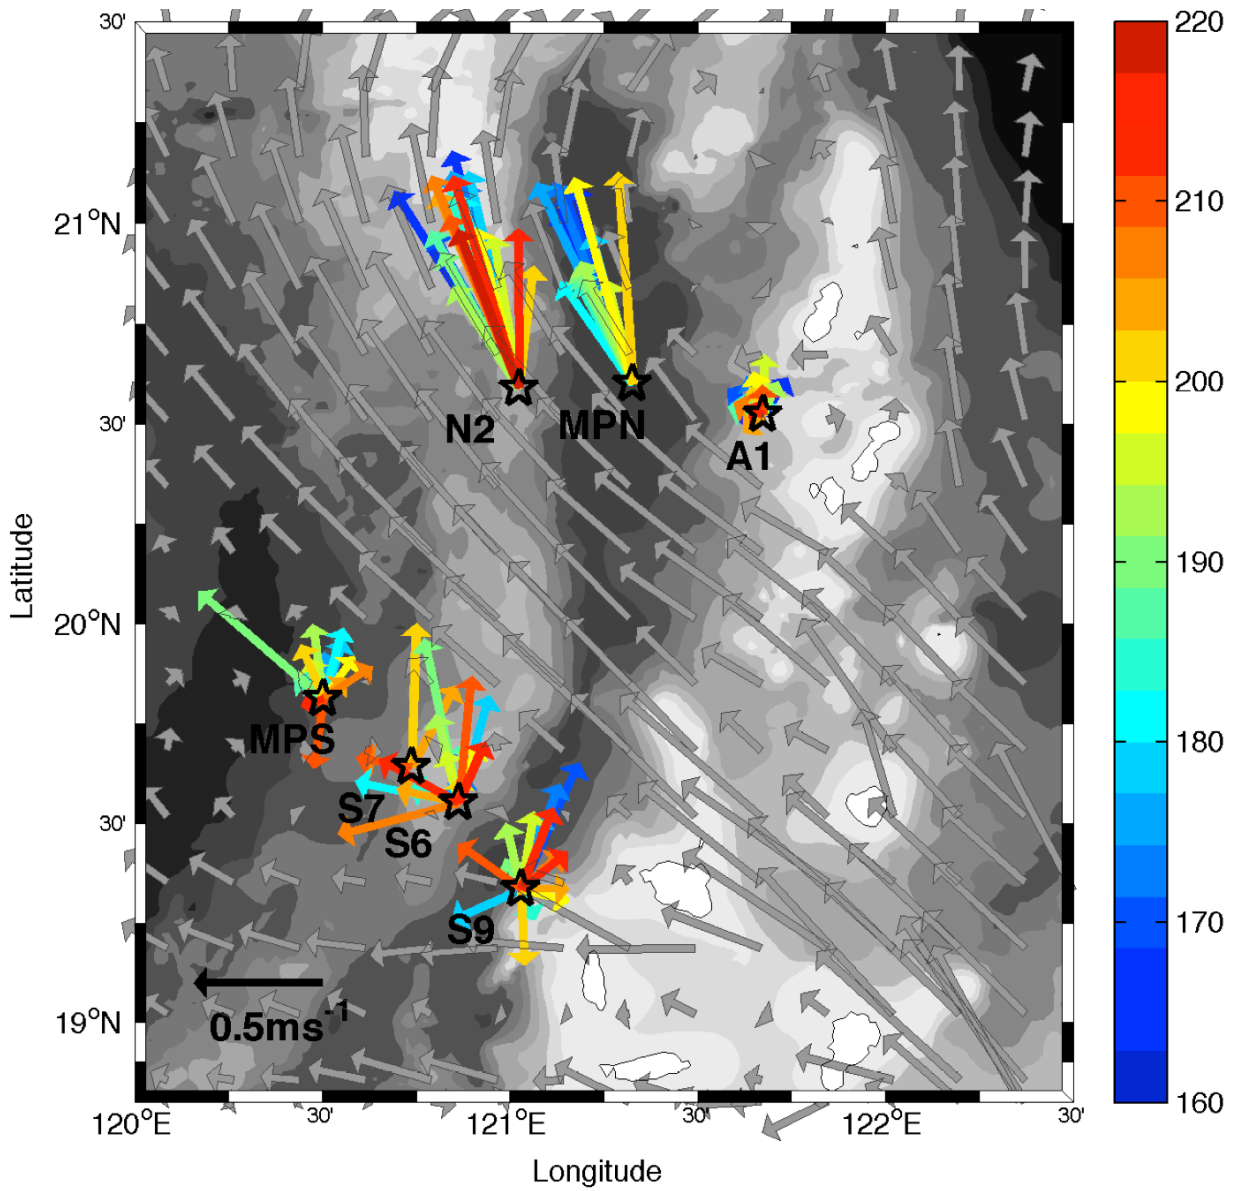 30'
220
210
21°N
200
N2
MPN
30'
A1
190
Latitude
20°N
180
MPS
S7
30'
S6
170
S9
0.5ms-1
19°N
160
120°E
30'
121°E
30'
122°E
30'
Longitude